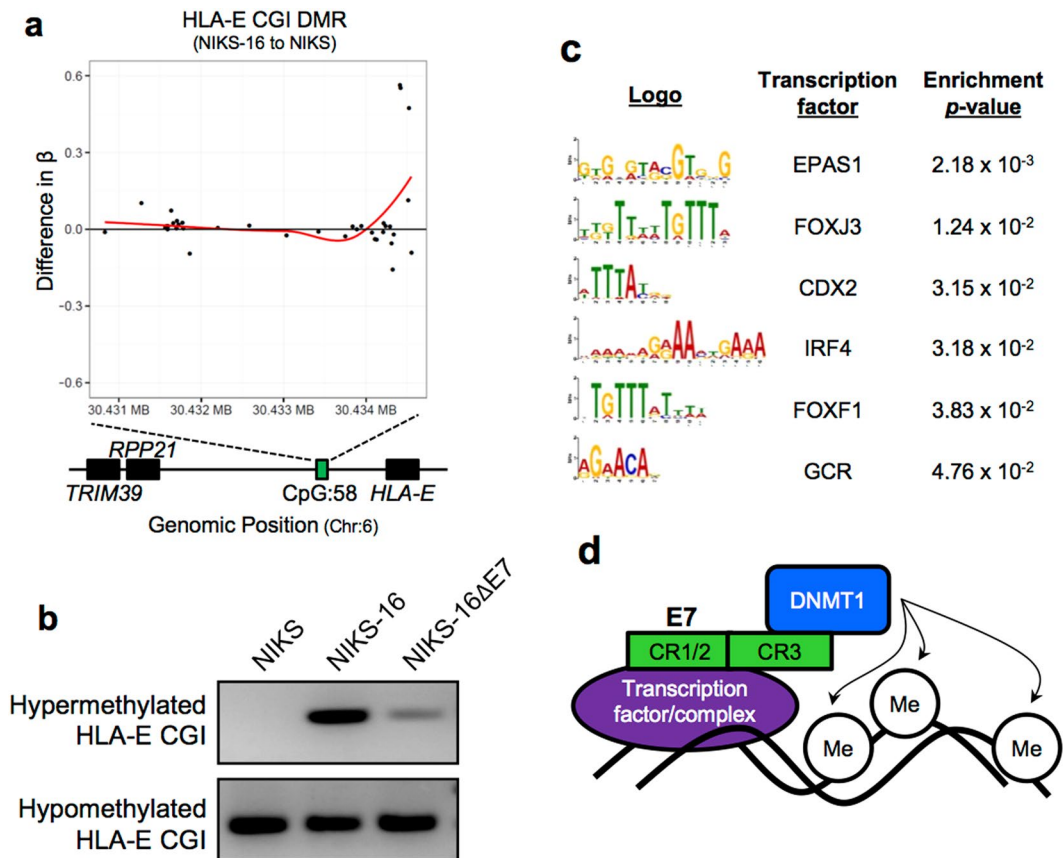 a
HLA-E CGI DMR
(NIKS-16 to NIKS)
Difference in β
0.6
0.3
0.0
−0.3
−0.6
30.431 MB 30.432 MB 30.433 MB 30.434 MB
RPP21
TRIM39 CpG:58 HLA-E
Genomic Position (Chr:6)
b
NIKS NIKS-16 NIKS-16ΔE7
Hypermethylated
HLA-E CGI
Hypomethylated
HLA-E CGI
c
Logo Transcription factor Enrichment p-value
EPAS1 2.18 x 10-3
FOXJ3 1.24 x 10-2
CDX2 3.15 x 10-2
IRF4 3.18 x 10-2
FOXF1 3.83 x 10-2
GCR 4.76 x 10-2
d
DNMT1
E7
CR1/2 CR3
Transcription
factor/complex
Me Me Me